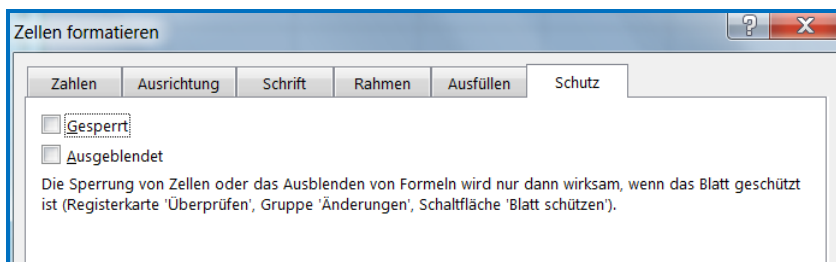 Zellen formatieren
Zahlen Ausrichtung Schrift Rahmen Ausfüllen Schutz
Gesperrt
Ausgeblendet
Die Sperrung von Zellen oder das Ausblenden von Formeln wird nur dann wirksam, wenn das Blatt geschützt
ist (Registerkarte 'Überprüfen', Gruppe 'Änderungen', Schaltfläche 'Blatt schützen').